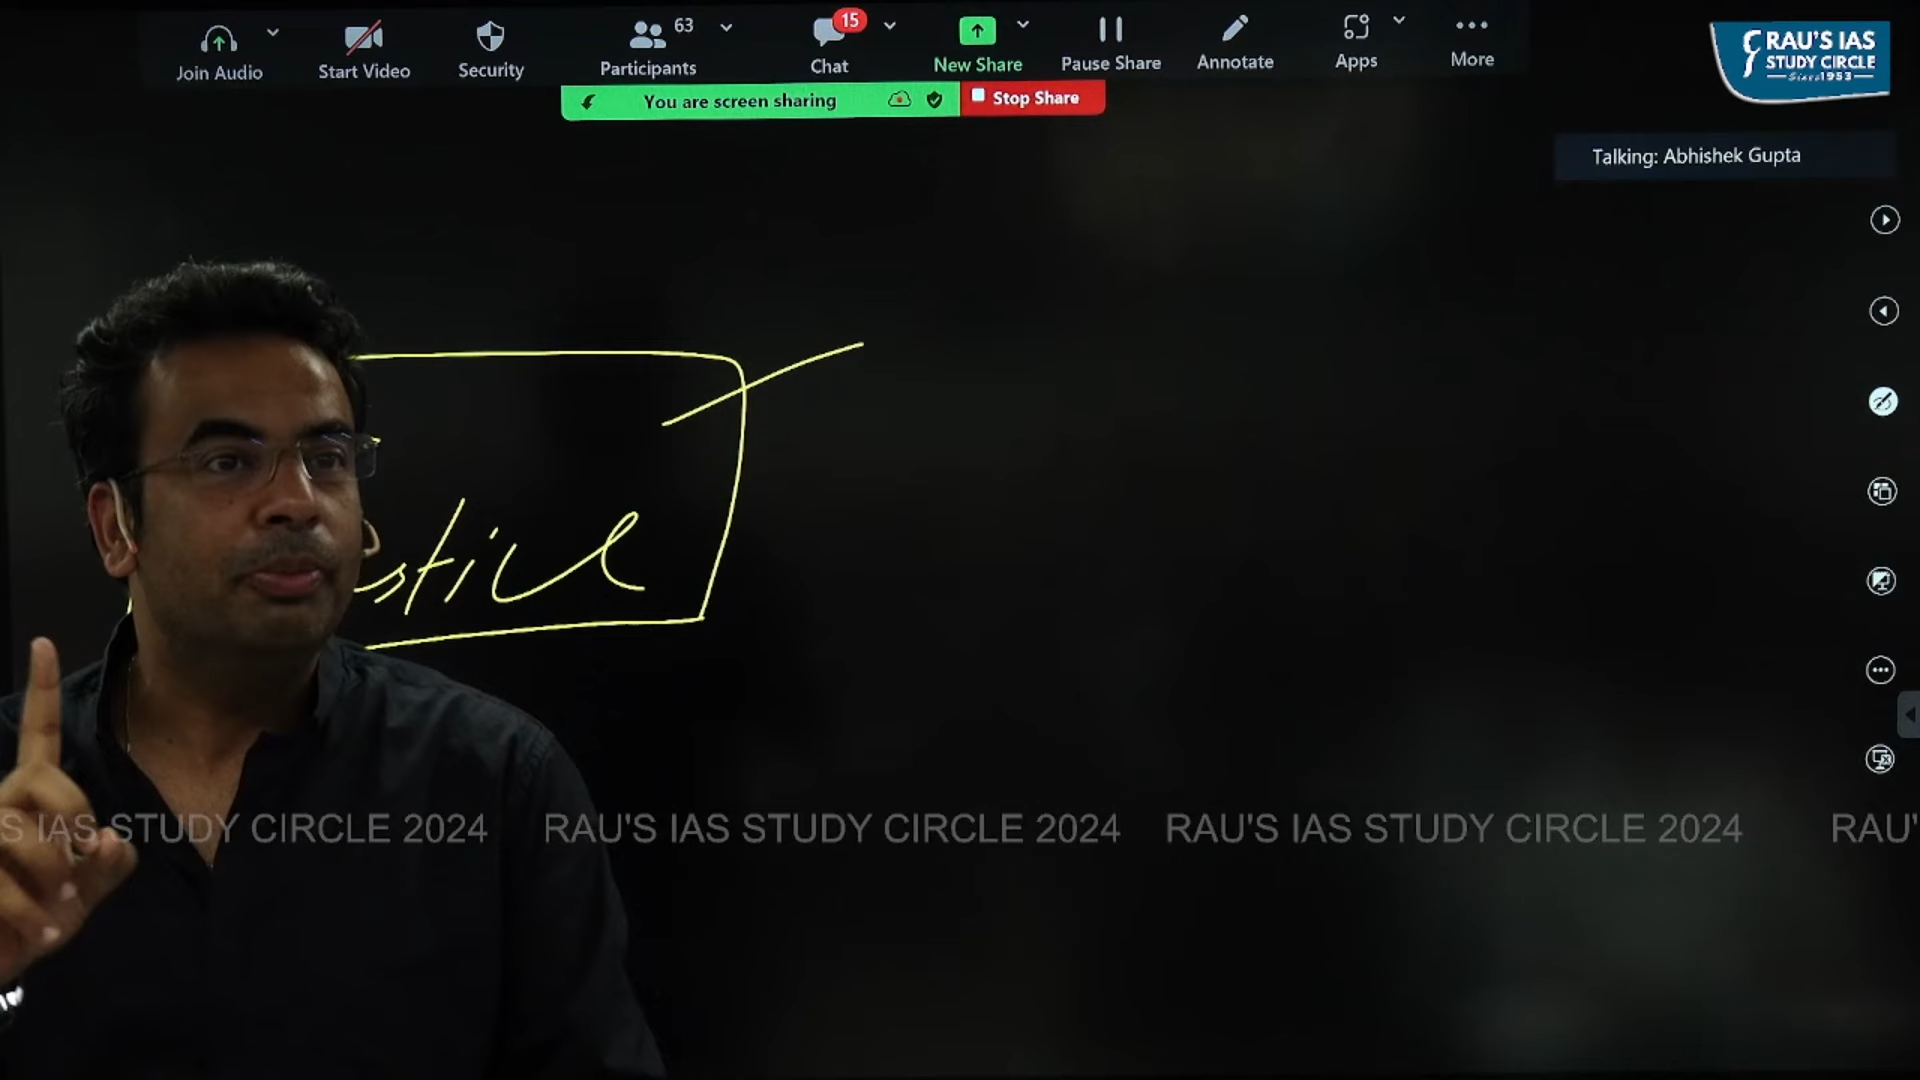 63
15
Join Audio
Start Video
Security
Participants
Chat
New Share
Pause Share
Annotate
Apps
More
RAU'S IAS
STUDY CIRCLE
Since 1953
You are screen sharing
Stop Share
Talking: Abhishek Gupta
stice
S IAS STUDY CIRCLE 2024 RAU'S IAS STUDY CIRCLE 2024 RAU'S IAS STUDY CIRCLE 2024 RAU'